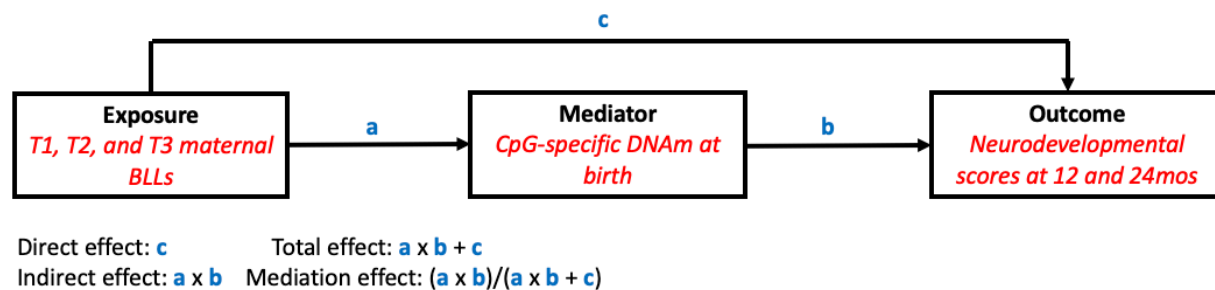 c
Exposure
T1, T2, and T3 maternal
BLLs
a
Mediator
CpG-specific DNAm at
birth
b
Outcome
Neurodevelopmental
scores at 12 and 24mos
Direct effect: c Total effect: a x b + c
Indirect effect: a x b Mediation effect: (a x b)/(a x b + c)